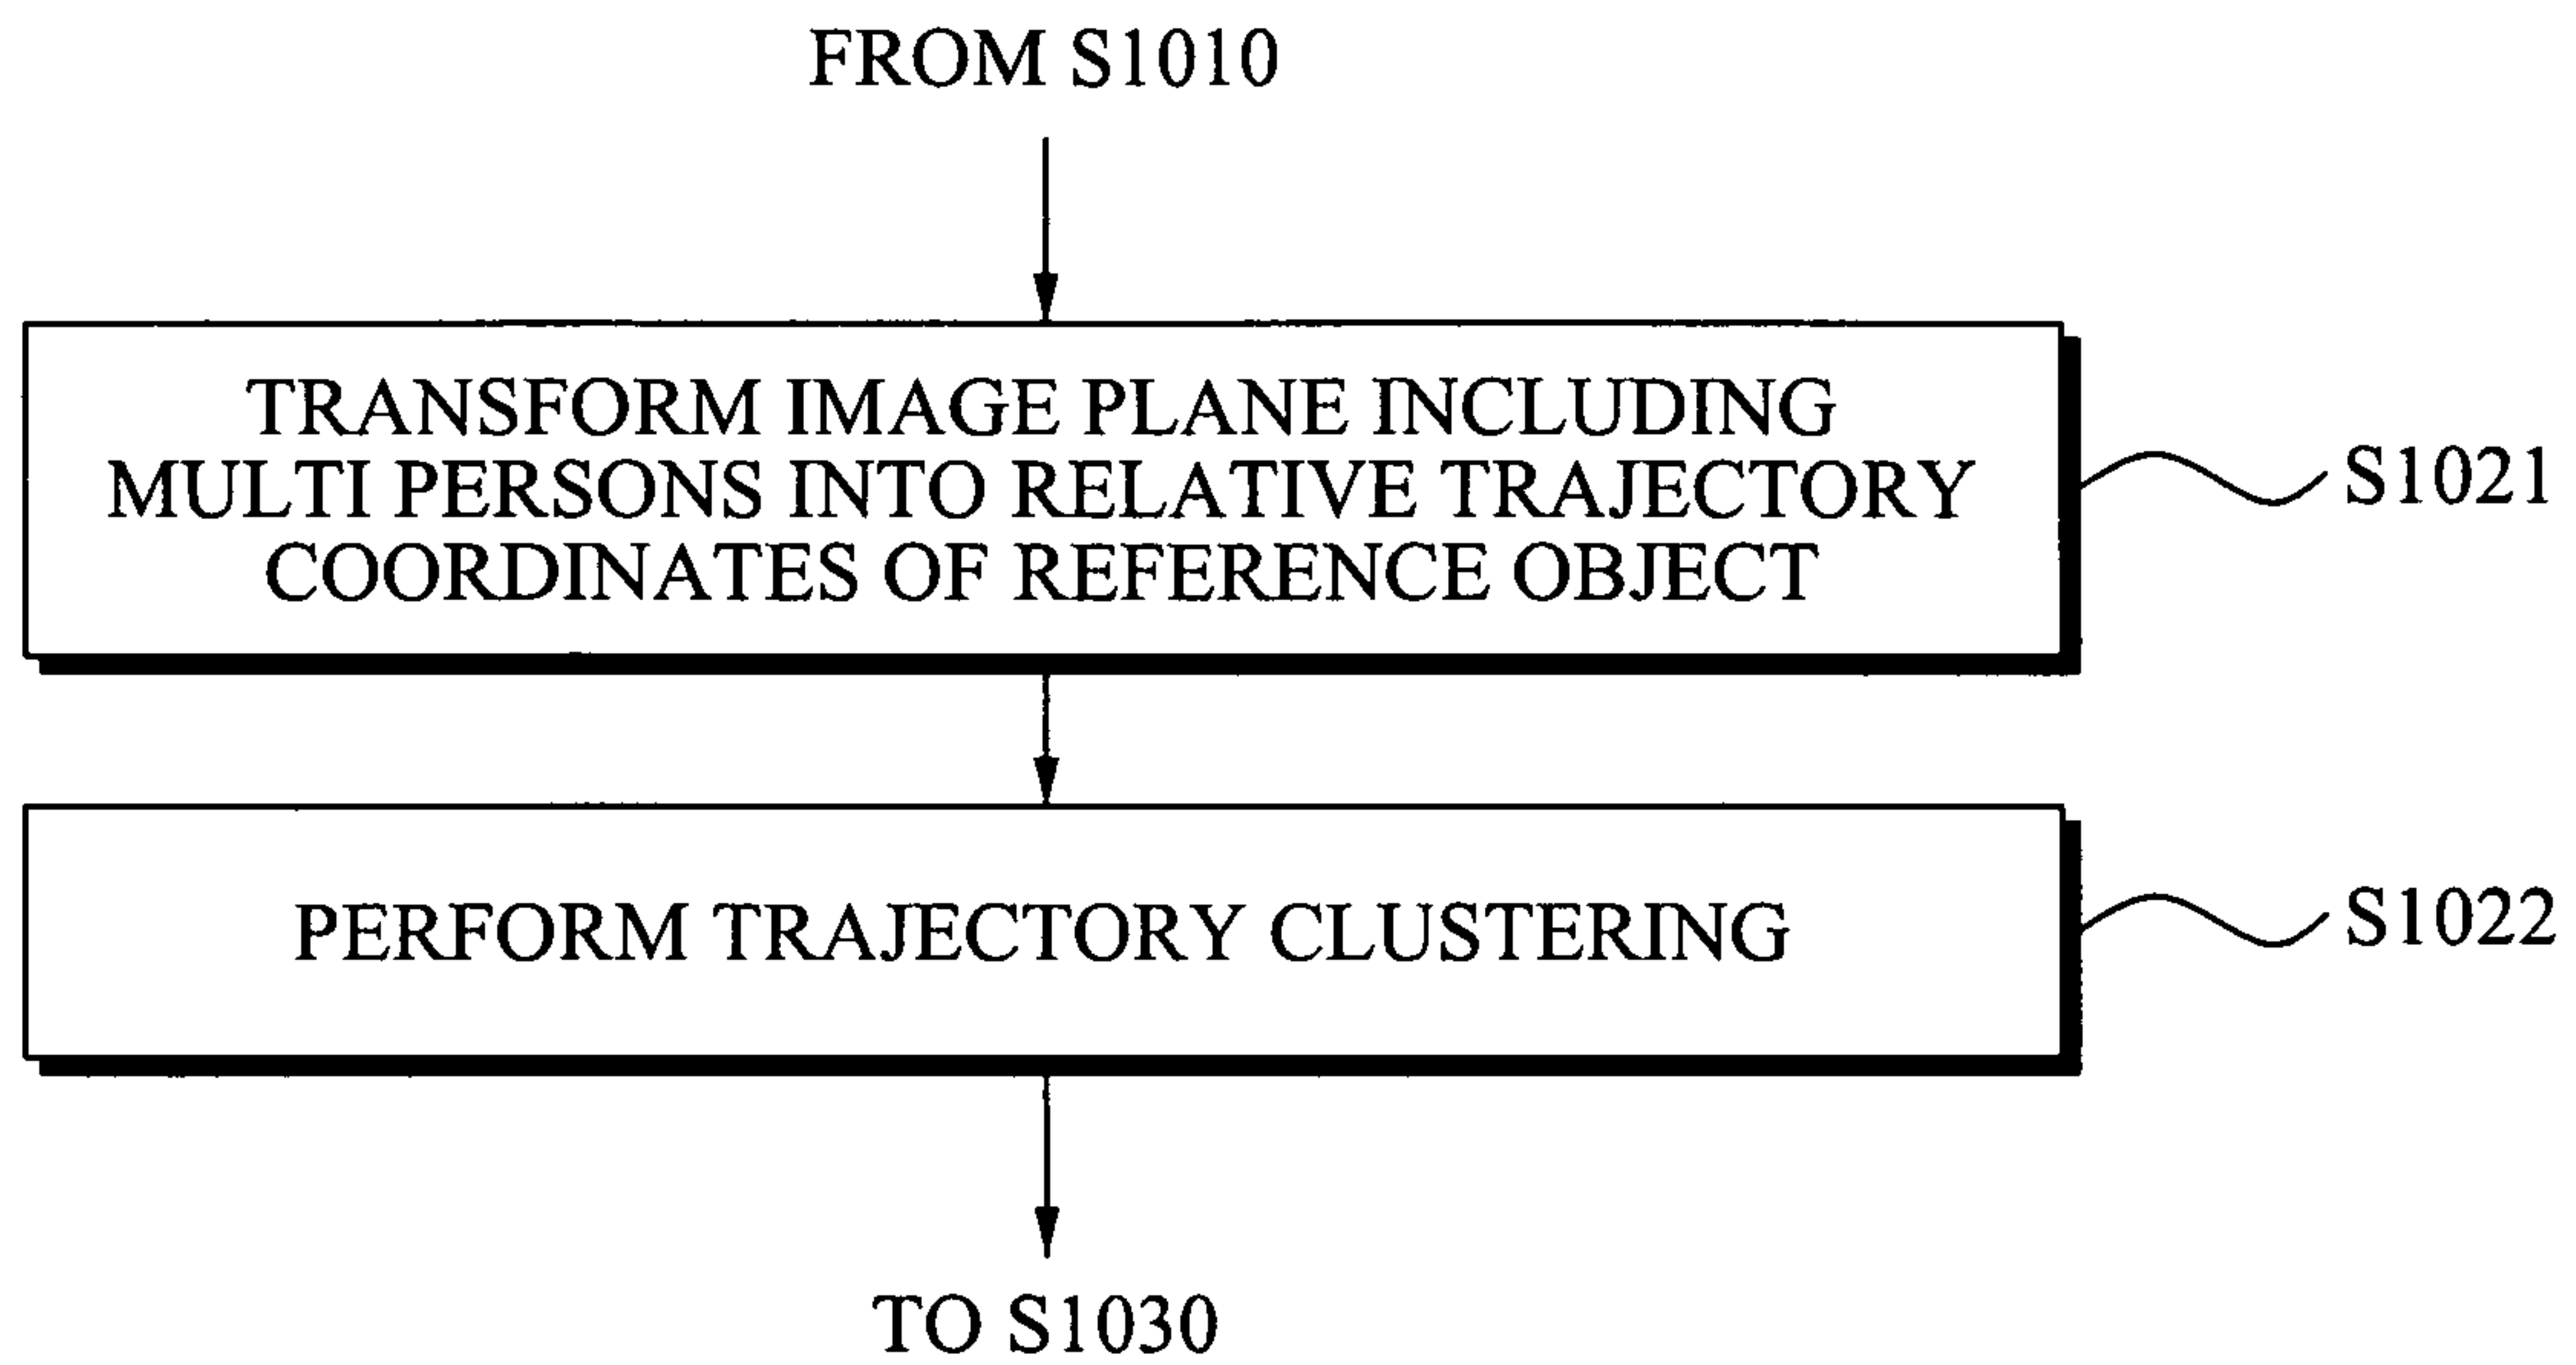 FROM S1010
TRANSFORM IMAGE PLANE INCLUDING
MULTI PERSONS INTO RELATIVE TRAJECTORY
COORDINATES OF REFERENCE OBJECT
S1021
PERFORM TRAJECTORY CLUSTERING
S1022
TO S1030